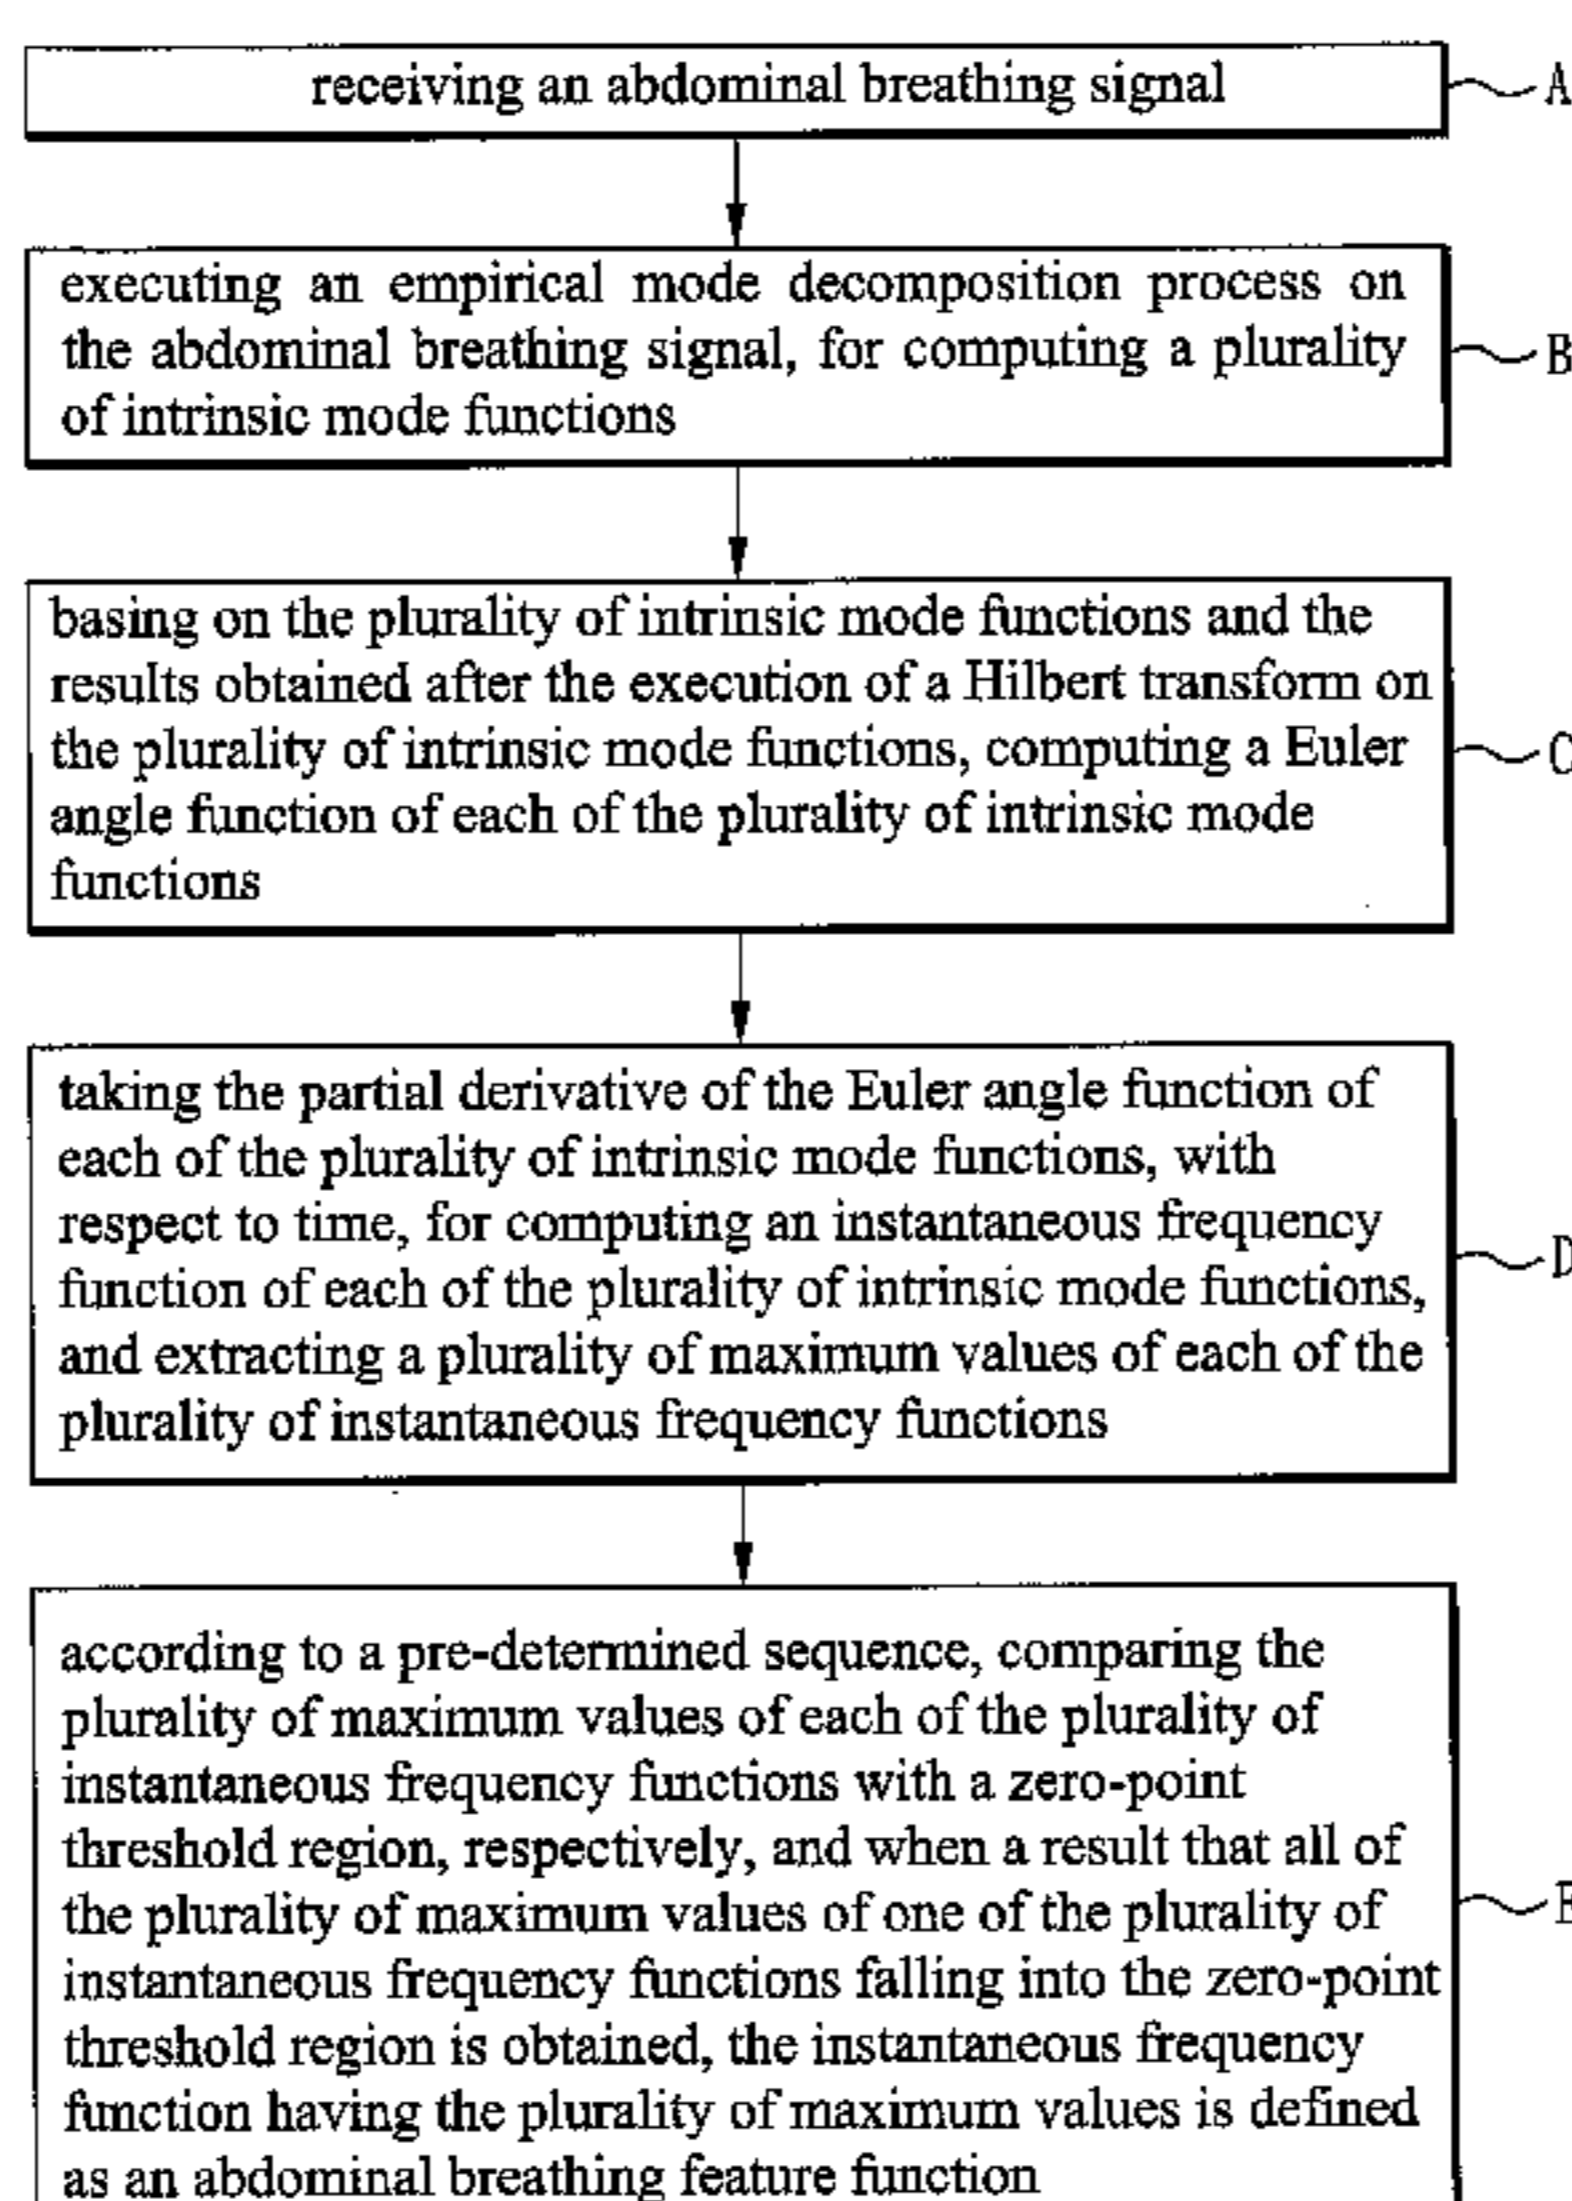 receiving an abdominal breathing signal
A
executing an empirical mode decomposition process on
the abdominal breathing signal, for computing a plurality
of intrinsic mode functions
B
basing on the plurality of intrinsic mode functions and the
results obtained after the execution of a Hilbert transform on
the plurality of intrinsic mode functions, computing a Euler
angle function of each of the plurality of intrinsic mode
functions
C
taking the partial derivative of the Euler angle function of
each of the plurality of intrinsic mode functions, with
respect to time, for computing an instantaneous frequency
function of each of the plurality of intrinsic mode functions,
and extracting a plurality of maximum values of each of the
plurality of instantaneous frequency functions
D
according to a pre-determined sequence, comparing the
plurality of maximum values of each of the plurality of
instantaneous frequency functions with a zero-point
threshold region, respectively, and when a result that all of
the plurality of maximum values of one of the plurality of
instantaneous frequency functions falling into the zero-point
threshold region is obtained, the instantaneous frequency
function having the plurality of maximum values is defined
as an abdominal breathing feature function
E